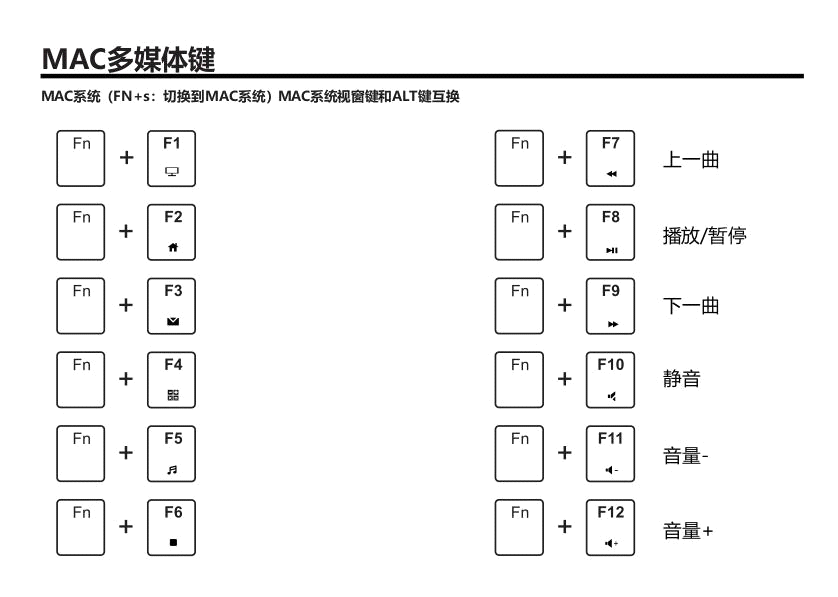 MAC多媒体键
MAC系统（FN+s：切换到MAC系统）MAC系统视窗键和ALT键互换
Fn + F1
Fn + F2
Fn + F3
Fn + F4
Fn + F5
Fn + F6
Fn + F7 上一曲
Fn + F8 播放/暂停
Fn + F9 下一曲
Fn + F10 静音
Fn + F11 音量-
Fn + F12 音量+